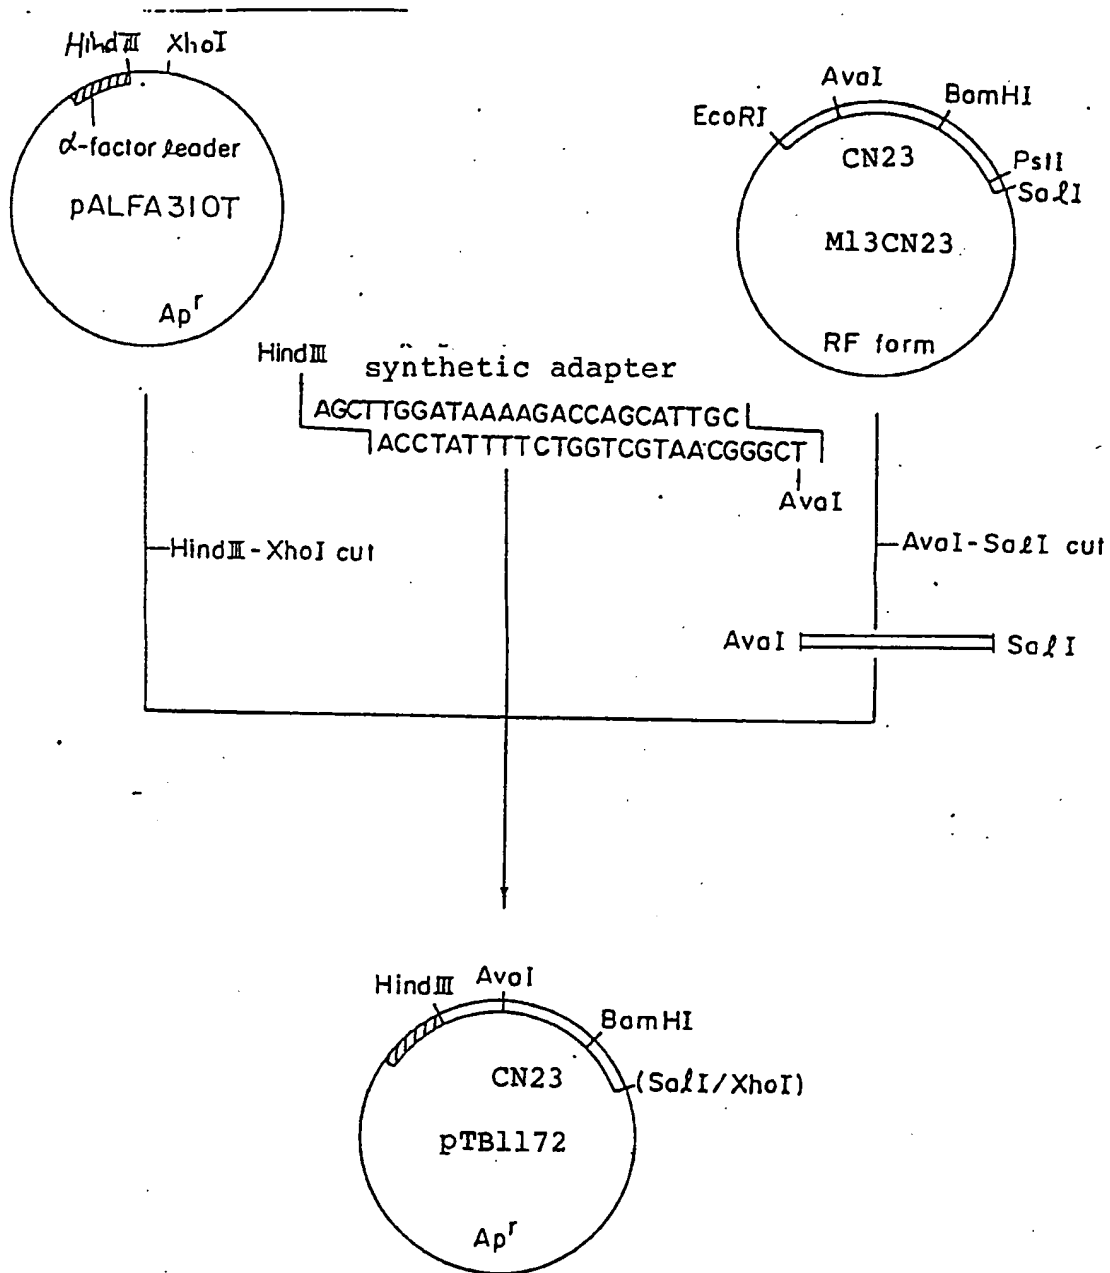 HindⅢ XhoI
α-factor leader
pALFA310T
Ap^r
EcoRI
AvaI
BamHI
PstI
SalI
CN23
M13CN23
RF form
HindⅢ
synthetic adapter
AGCTTGGATAAAAGACCAGCATTGC
ACCTATTTTCTGGTCGTAACGGGCT
AvaI
HindⅢ-XhoI cut
AvaI-SalI cut
AvaI
SalI
HindⅢ
AvaI
BamHI
(SalI/XhoI)
CN23
pTB1172
Ap^r